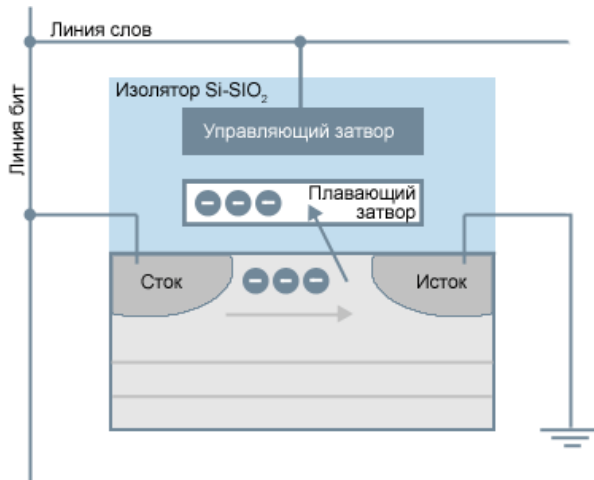 Линия слов
Линия бит
Изолятор Si-SIO₂
Управляющий затвор
Плавающий
затвор
Сток
Исток